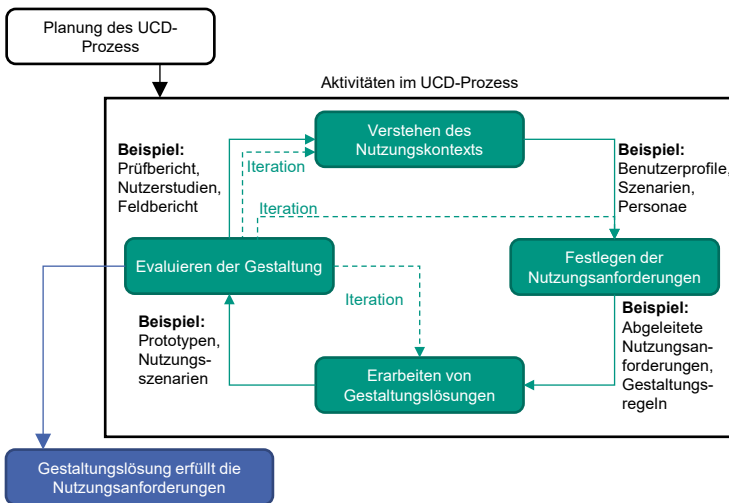 Planung des UCD-
Prozess
Aktivitäten im UCD-Prozess
Verstehen des
Nutzungskontexts
Beispiel:
Prüfbericht,
Nutzerstudien,
Feldbericht
Iteration
Beispiel:
Benutzerprofile,
Szenarien,
Personae
Iteration
Evaluieren der Gestaltung
Festlegen der
Nutzungsanforderungen
Iteration
Beispiel:
Prototypen,
Nutzungs-
szenarien
Beispiel:
Abgeleitete
Nutzungsan-
forderungen,
Gestaltungs-
regeln
Erarbeiten von
Gestaltungslösungen
Gestaltungslösung erfüllt die
Nutzungsanforderungen